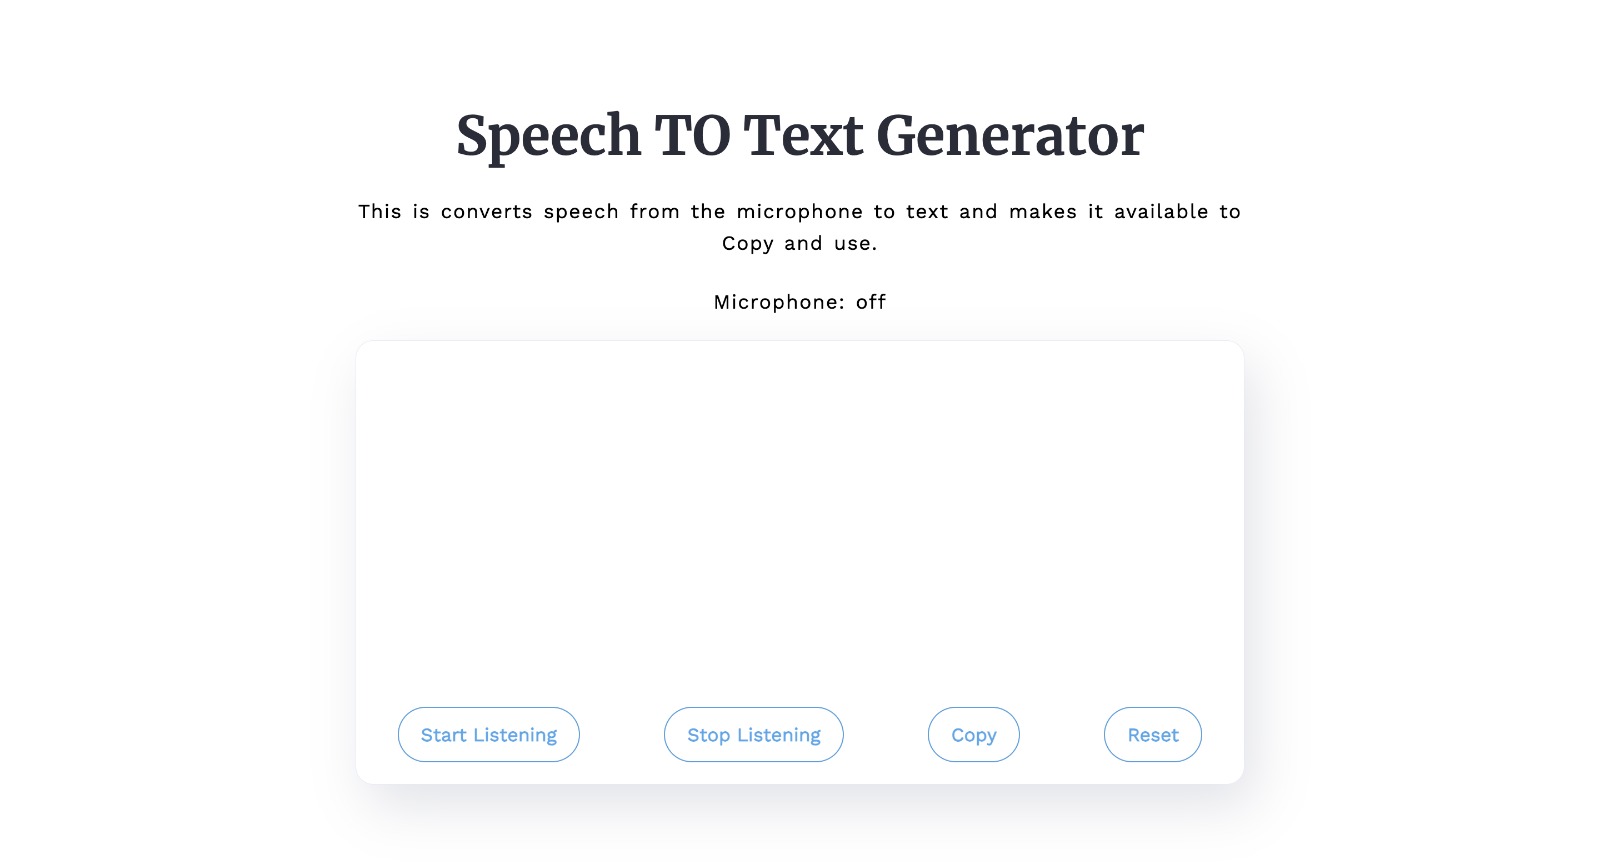 Speech TO Text Generator
This is converts speech from the microphone to text and makes it available to
Copy and use.
Microphone: off
Start Listening
Stop Listening
Copy
Reset